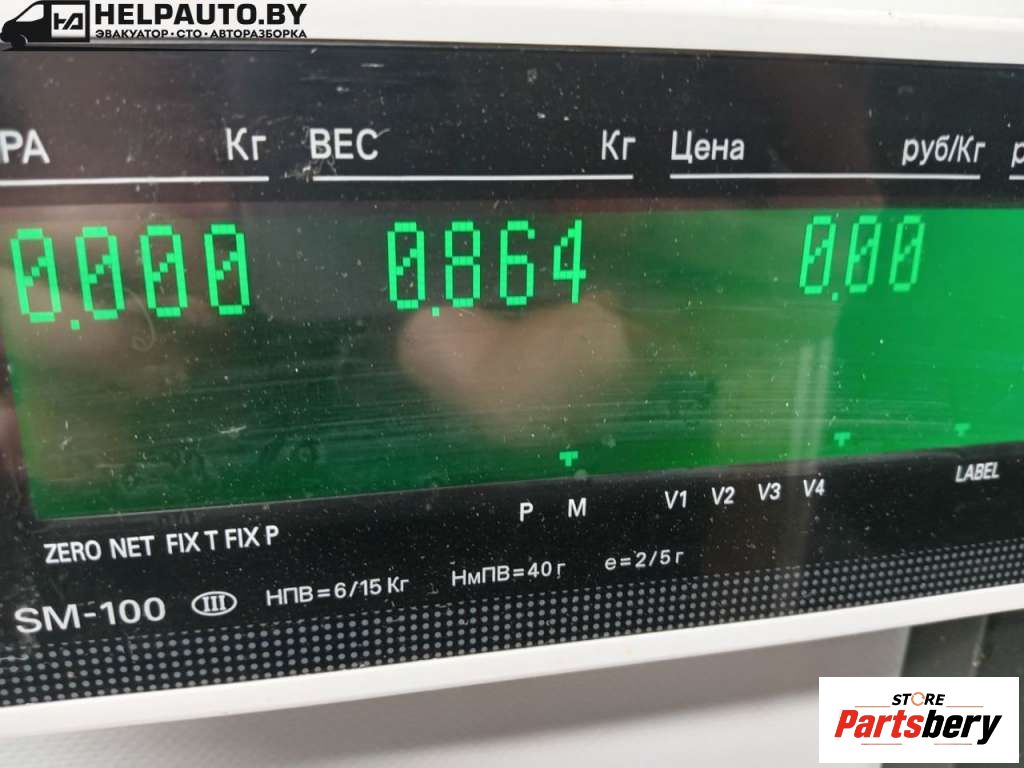 HELPAUTO.BY
ЭВАКУАТОР·СТО·АВТОРАЗБОРКА
РА Кг ВЕС Кг Цена руб/Кг р
0.000 0.864 0.00
P M V1 V2 V3 V4 LABEL
ZERO NET FIX T FIX P
SM-100 III НПВ=6/15 Кг НмПВ=40 г e=2/5 г
STORE
Partsbery